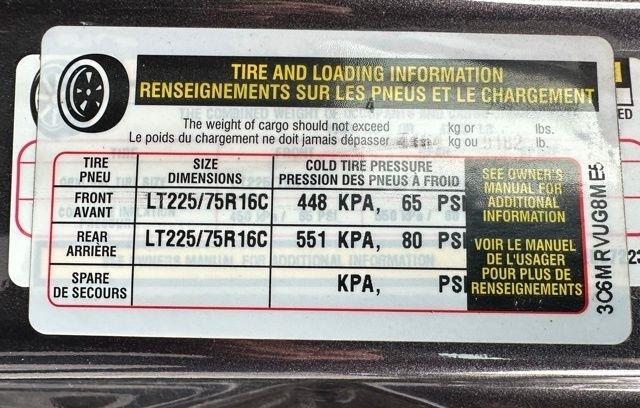 TIRE AND LOADING INFORMATION
RENSEIGNEMENTS SUR LES PNEUS ET LE CHARGEMENT
The weight of cargo should not exceed kg or lbs.
Le poids du chargement ne doit jamais dépasser kg ou lb.
TIRE
PNEU
SIZE
DIMENSIONS
COLD TIRE PRESSURE
PRESSION DES PNEUS À FROID
FRONT
AVANT
LT225/75R16C
448 KPA, 65 PSI
REAR
ARRIÈRE
LT225/75R16C
551 KPA, 80 PSI
SPARE
DE SECOURS
KPA, PSI
SEE OWNER'S
MANUAL FOR
ADDITIONAL
INFORMATION
VOIR LE MANUEL
DE L'USAGER
POUR PLUS DE
RENSEIGNEMENTS
3C6MRVUG8ME5